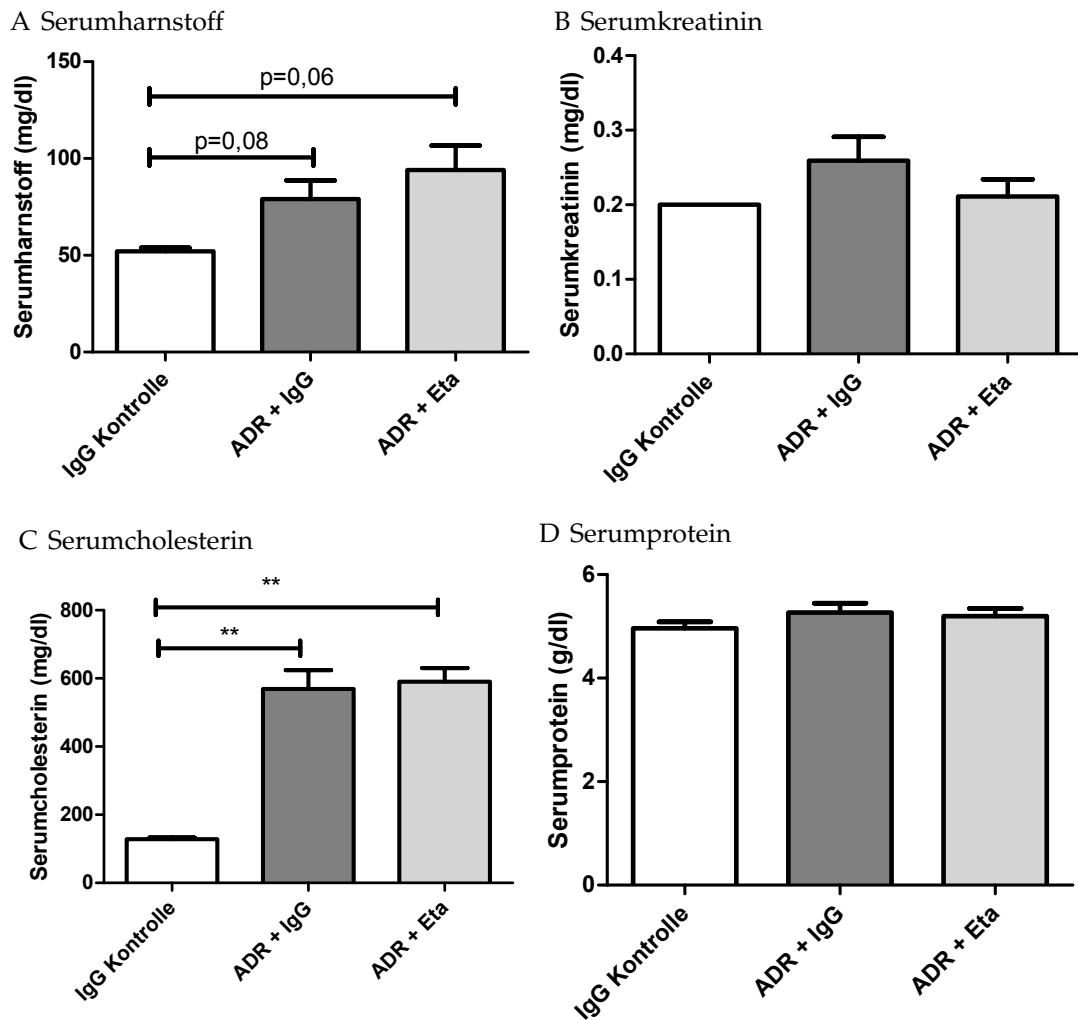 A Serumharnstoff
Serumharnstoff (mg/dl)
150
100
50
0
p=0,06
p=0,08
IgG Kontrolle
ADR + IgG
ADR + Eta
B Serumkreatinin
Serumkreatinin (mg/dl)
0.4
0.3
0.2
0.1
0.0
IgG Kontrolle
ADR + IgG
ADR + Eta
C Serumcholesterin
Serumcholesterin (mg/dl)
800
600
400
200
0
**
**
IgG Kontrolle
ADR + IgG
ADR + Eta
D Serumprotein
Serumprotein (g/dl)
6
4
2
0
IgG Kontrolle
ADR + IgG
ADR + Eta